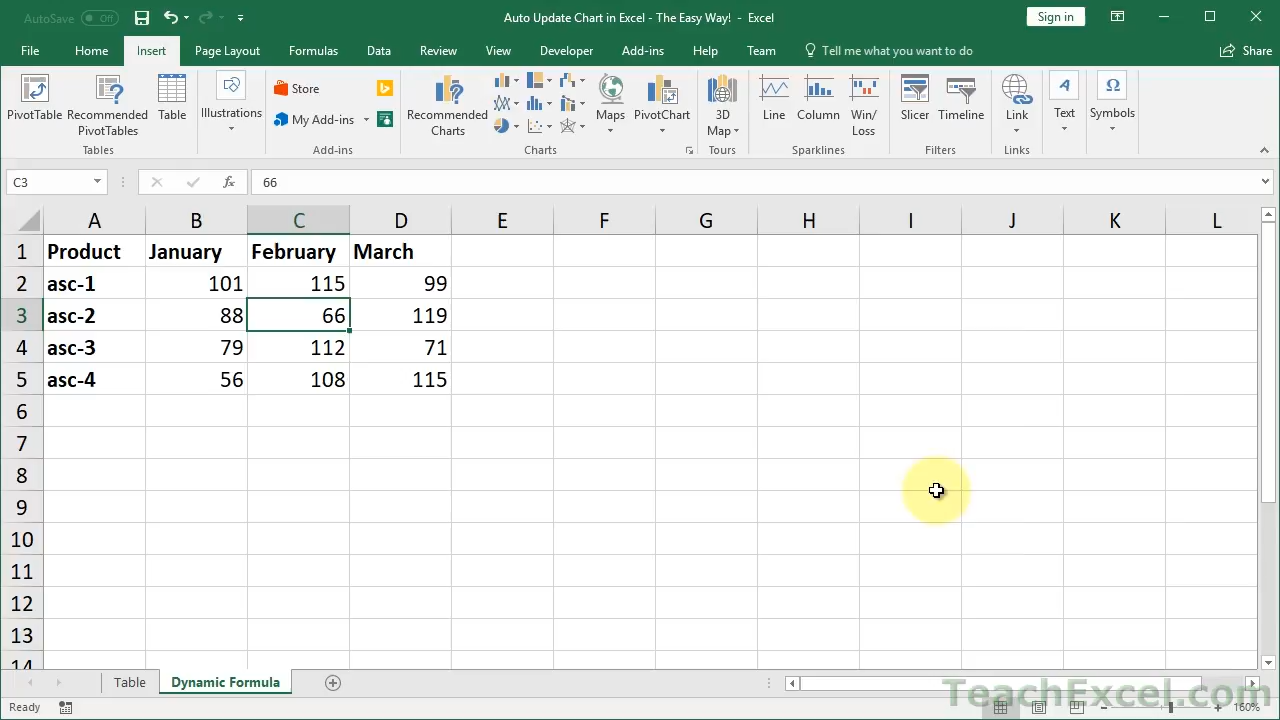 AutoSave Off
Auto Update Chart in Excel - The Easy Way! - Excel
Sign in
File Home Insert Page Layout Formulas Data Review View Developer Add-ins Help Team Tell me what you want to do Share
PivotTable
Recommended
PivotTables
Table
Tables
Illustrations
Store
My Add-ins
Add-ins
Recommended
Charts
Maps
PivotChart
Charts
3D
Map
Tours
Line
Column
Win/
Loss
Sparklines
Slicer
Timeline
Filters
Link
Links
Text
Symbols
C3 fx 66
A B C D E F G H I J K L
1 Product January February March
2 asc-1 101 115 99
3 asc-2 88 66 119
4 asc-3 79 112 71
5 asc-4 56 108 115
6
7
8
9
10
11
12
13
14
Table Dynamic Formula
TeachExcel.com
Ready
160%